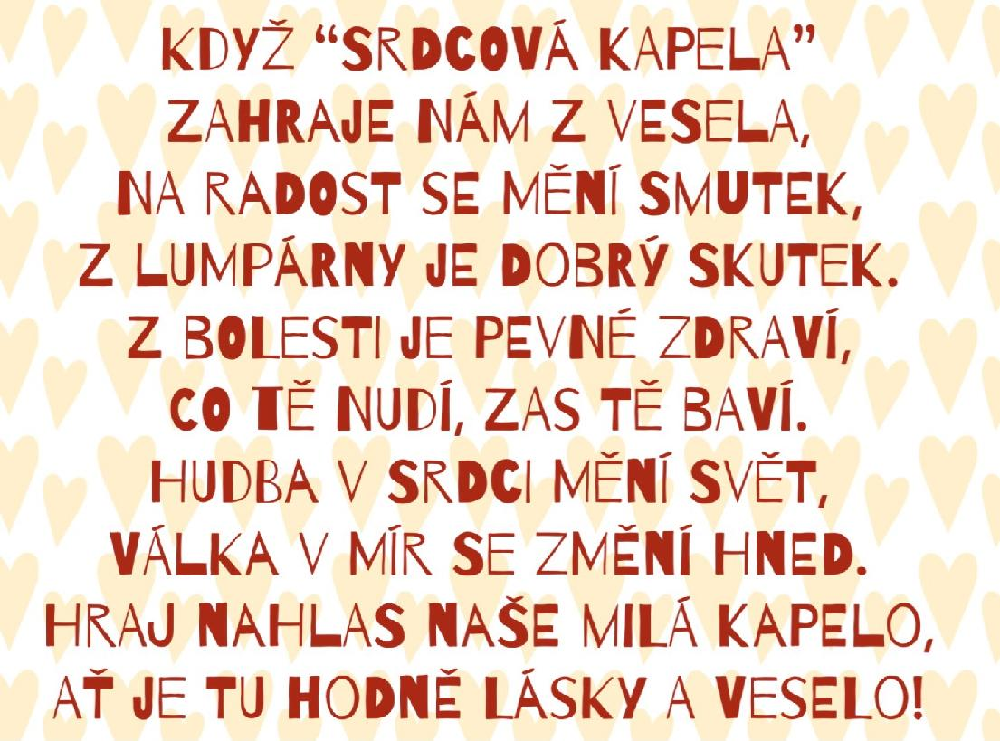 KDYŽ “SRDCOVÁ KAPELA”
ZAHRAJE NÁM Z VESELA,
NA RADOST SE MĚNÍ SMUTEK,
Z LUMPÁRNY JE DOBRÝ SKUTEK.
Z BOLESTI JE PEVNÉ ZDRAVÍ,
CO TĚ NUDÍ, ZAS TĚ BAVÍ.
HUDBA V SRDCI MĚNÍ SVĚT,
VÁLKA V MÍR SE ZMĚNÍ HNED.
HRAJ NAHLAS NAŠE MILÁ KAPELO,
AŤ JE TU HODNĚ LÁSKY A VESELO!